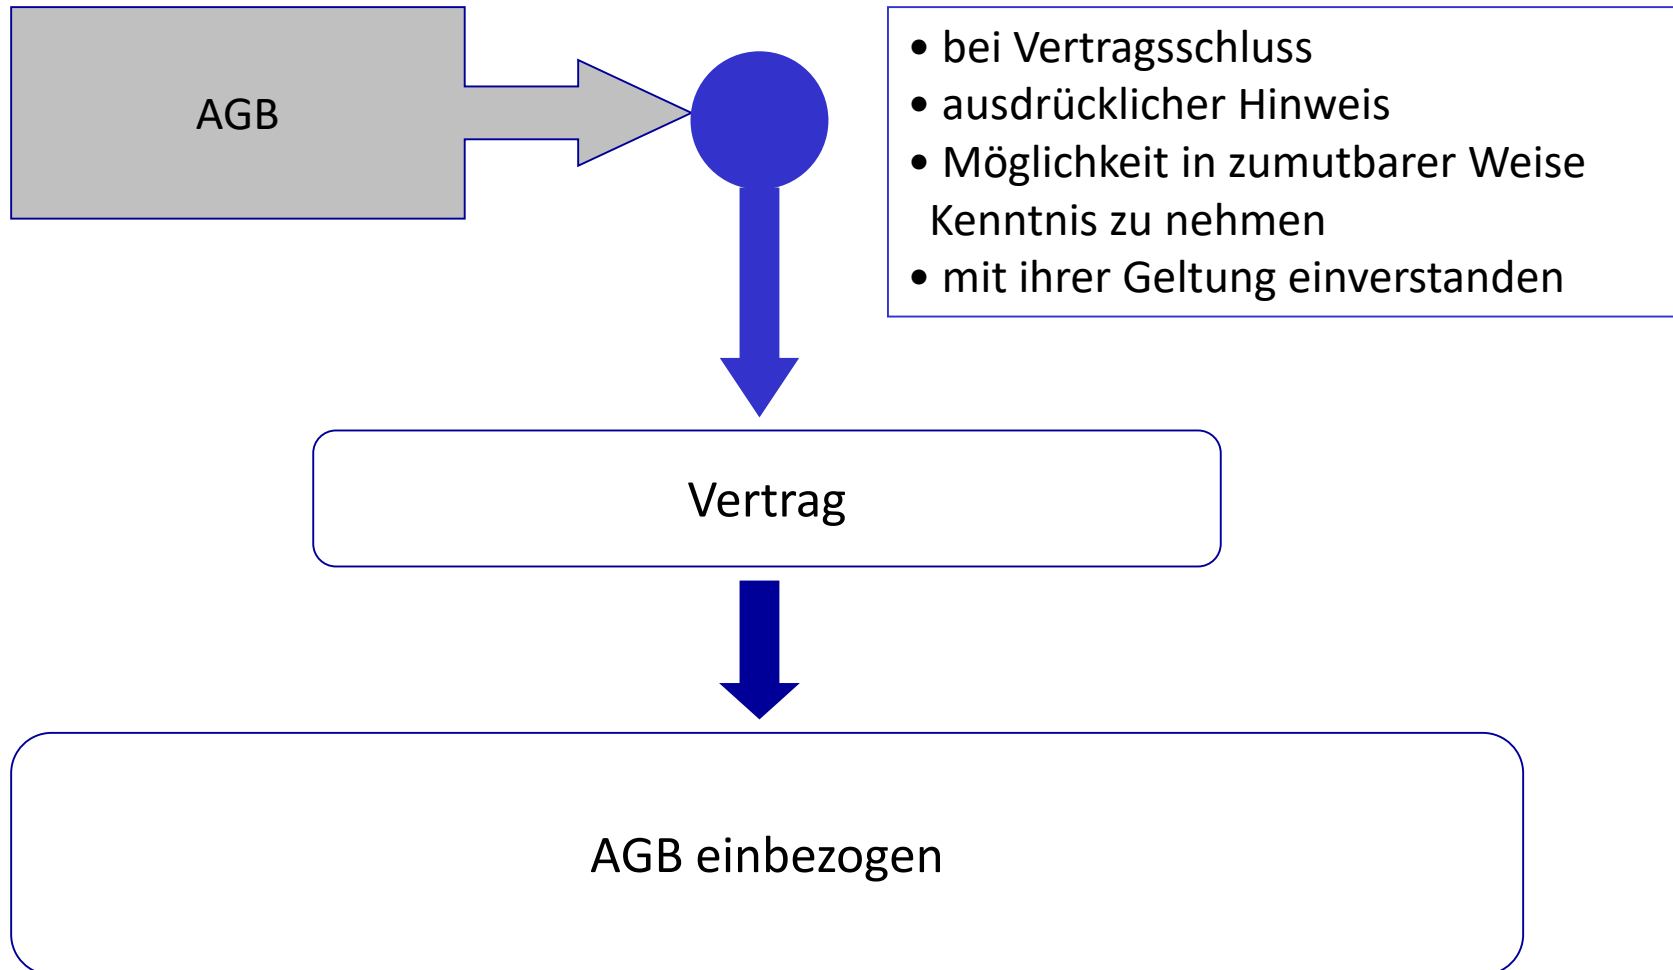 AGB
• bei Vertragsschluss
• ausdrücklicher Hinweis
• Möglichkeit in zumutbarer Weise
Kenntnis zu nehmen
• mit ihrer Geltung einverstanden
Vertrag
AGB einbezogen